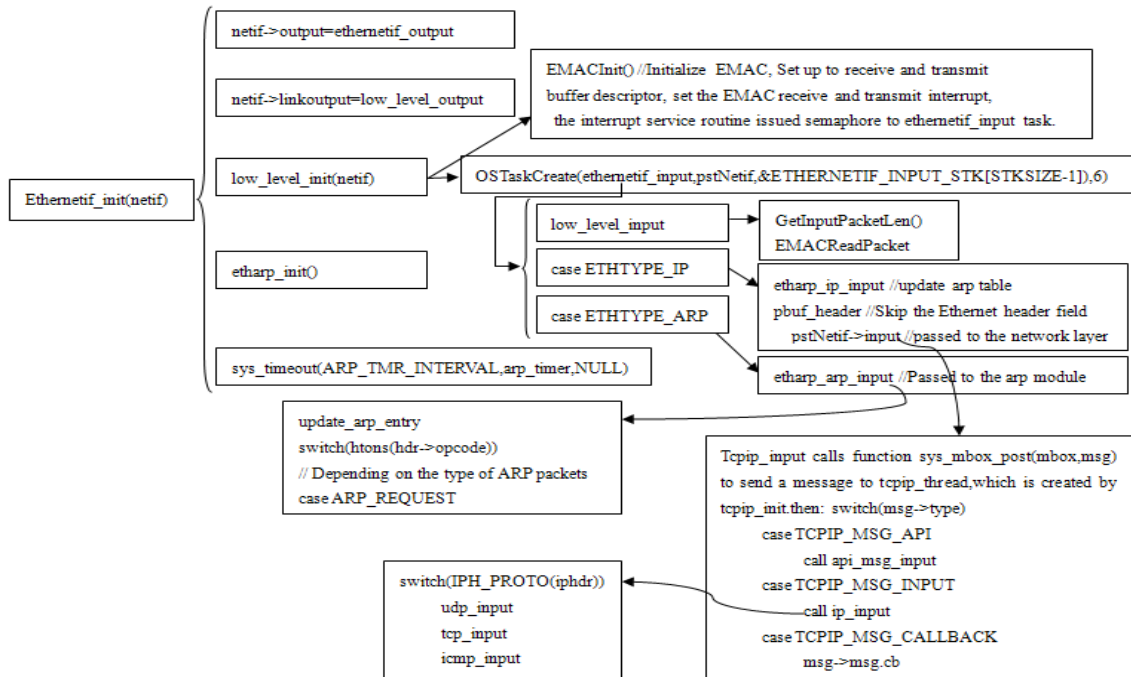 netif->output=ethernetif_output
EMACInit() //Initialize EMAC, Set up to receive and transmit
buffer descriptor, set the EMAC receive and transmit interrupt,
the interrupt service routine issued semaphore to ethernetif_input task.
netif->linkoutput=low_level_output
Ethernetif_init(netif)
low_level_init(netif)
OSTaskCreate(ethernetif_input,pstNetif,&ETHERNETIF_INPUT_STK[STKSIZE-1]),6)
low_level_input
GetInputPacketLen()
EMACReadPacket
etharp_init()
case ETHTYPE_IP
etharp_ip_input //update arp table
pbuf_header //Skip the Ethernet header field
pstNetif->input //passed to the network layer
case ETHTYPE_ARP
sys_timeout(ARP_TMR_INTERVAL,arp_timer,NULL)
etharp_arp_input //Passed to the arp module
update_arp_entry
switch(htons(hdr->opcode))
// Depending on the type of ARP packets
case ARP_REQUEST
Tcpip_input calls function sys_mbox_post(mbox,msg)
to send a message to tcpip_thread,which is created by
tcpip_init.then: switch(msg->type)
case TCPIP_MSG_API
call api_msg_input
case TCPIP_MSG_INPUT
call ip_input
case TCPIP_MSG_CALLBACK
msg->msg.cb
switch(IPH_PROTO(iphdr))
udp_input
tcp_input
icmp_input